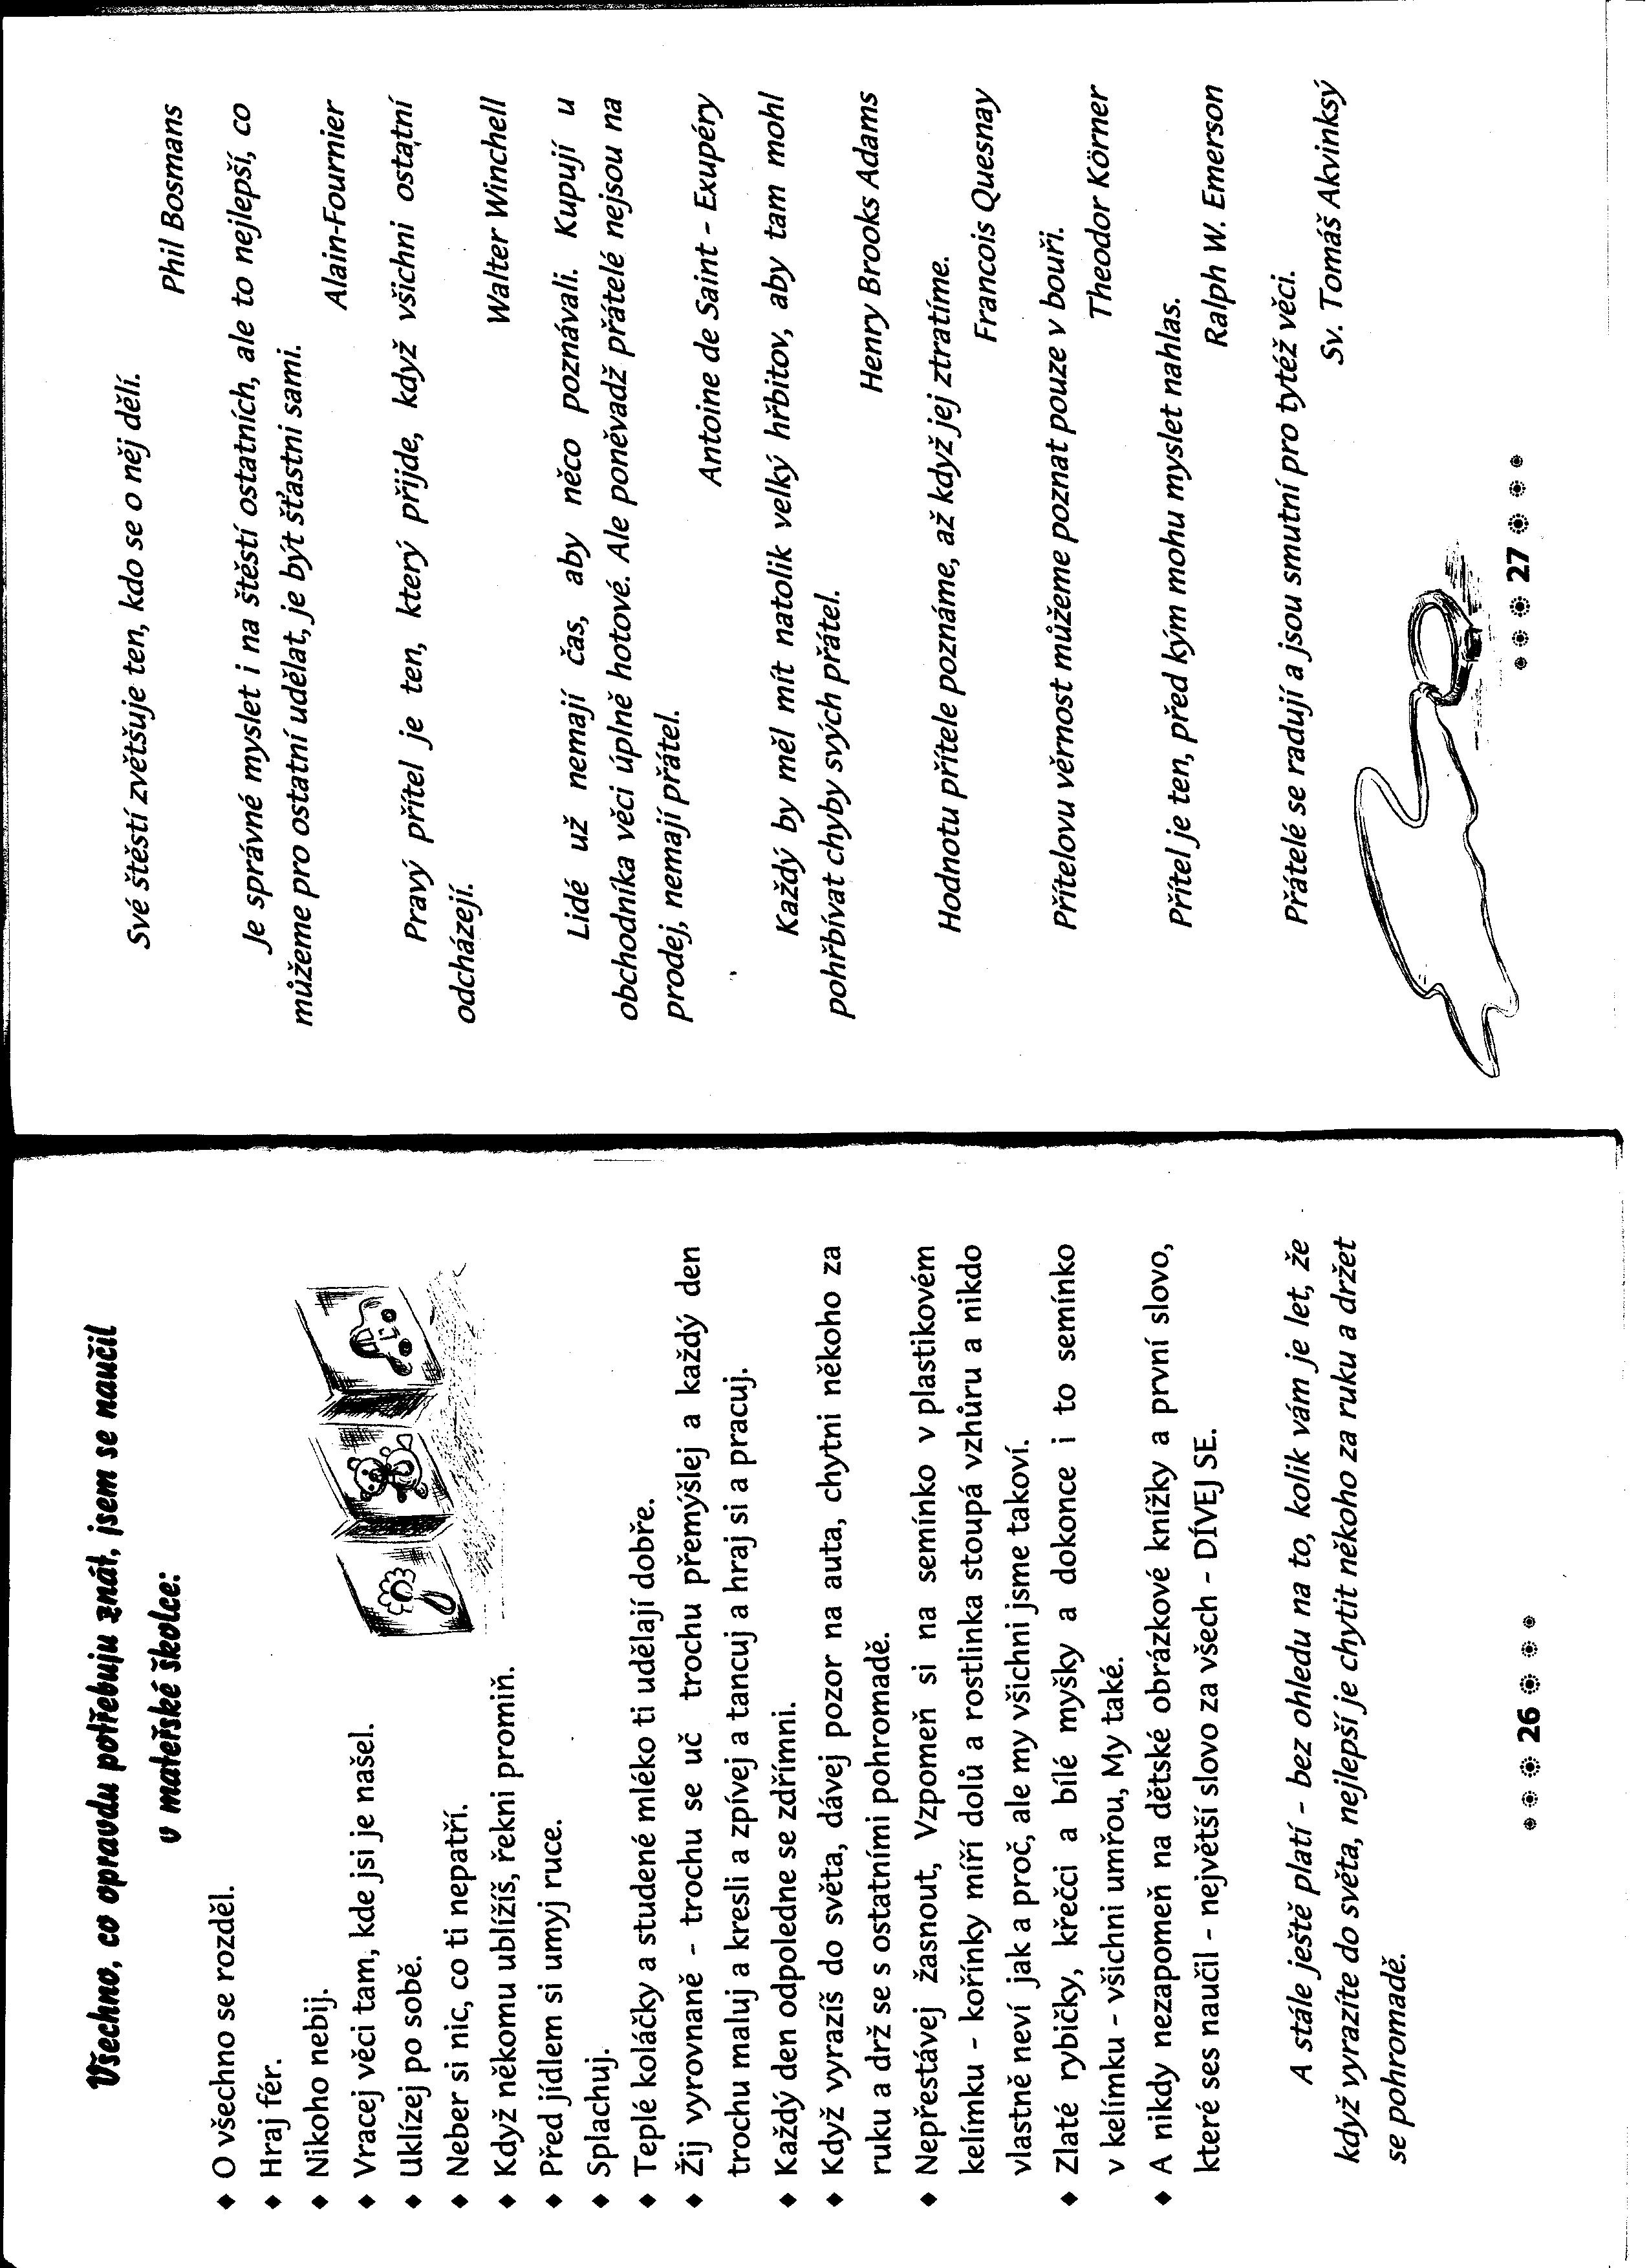 Všechno, co opravdu potřebuju znát, jsem se naučil
v mateřské školce:
♦ O všechno se rozděl.
♦ Hraj fér.
♦ Nikoho nebij.
♦ Vracej věci tam, kde jsi je našel.
♦ Uklízej po sobě.
♦ Neber si nic, co ti nepatří.
♦ Když někomu ublížíš, řekni promiň.
♦ Před jídlem si umyj ruce.
♦ Splachuj.
♦ Teplé koláčky a studené mléko ti udělají dobře.
♦ Žij vyrovnaně - trochu se uč trochu přemýšlej a každý den
trochu maluj a kresli a zpívej a tancuj a hraj si a pracuj.
♦ Každý den odpoledne se zdřímni.
♦ Když vyrazíš do světa, dávej pozor na auta, chytni někoho za
ruku a drž se s ostatními pohromadě.
♦ Nepřestávej žasnout, Vzpomeň si na semínko v plastikovém
kelímku - kořínky míří dolů a rostlinka stoupá vzhůru a nikdo
vlastně neví jak a proč, ale my všichni jsme takoví.
♦ Zlaté rybičky, křečci a bílé myšky a dokonce i to semínko
v kelímku - všichni umřou, My také.
♦ A nikdy nezapomeň na dětské obrázkové knížky a první slovo,
které ses naučil - největší slovo za všech - DÍVEJ SE.
A stále ještě platí - bez ohledu na to, kolik vám je let, že
když vyrazíte do světa, nejlepší je chytit někoho za ruku a držet
se pohromadě.
26
Své štěstí zvětšuje ten, kdo se o něj dělí.
Phil Bosmans
Je správné myslet i na štěstí ostatních, ale to nejlepší, co
můžeme pro ostatní udělat, je být šťastni sami.
Alain-Fournier
Pravý přítel je ten, který přijde, když všichni ostatní
odcházejí.
Walter Winchell
Lidé už nemají čas, aby něco poznávali. Kupují u
obchodníka věci úplně hotové. Ale poněvadž přátelé nejsou na
prodej, nemají přátel.
Antoine de Saint - Exupéry
Každý by měl mít natolik velký hřbitov, aby tam mohl
pohřbívat chyby svých přátel.
Henry Brooks Adams
Hodnotu přítele poznáme, až když jej ztratíme.
Francois Quesnay
Přítelovu věrnost můžeme poznat pouze v bouři.
Theodor Körner
Přítel je ten, před kým mohu myslet nahlas.
Ralph W. Emerson
Přátelé se radují a jsou smutní pro tytéž věci.
Sv. Tomáš Akvinksý
27